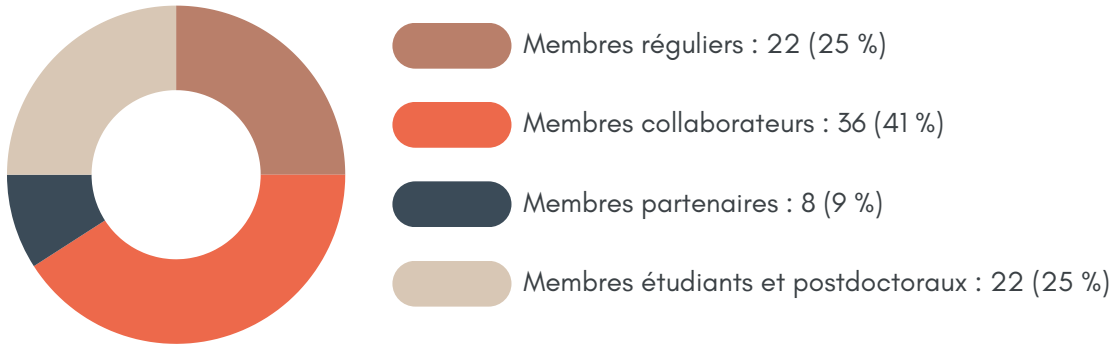 Membres réguliers : 22 (25 %)
Membres collaborateurs : 36 (41 %)
Membres partenaires : 8 (9 %)
Membres étudiants et postdoctoraux : 22 (25 %)